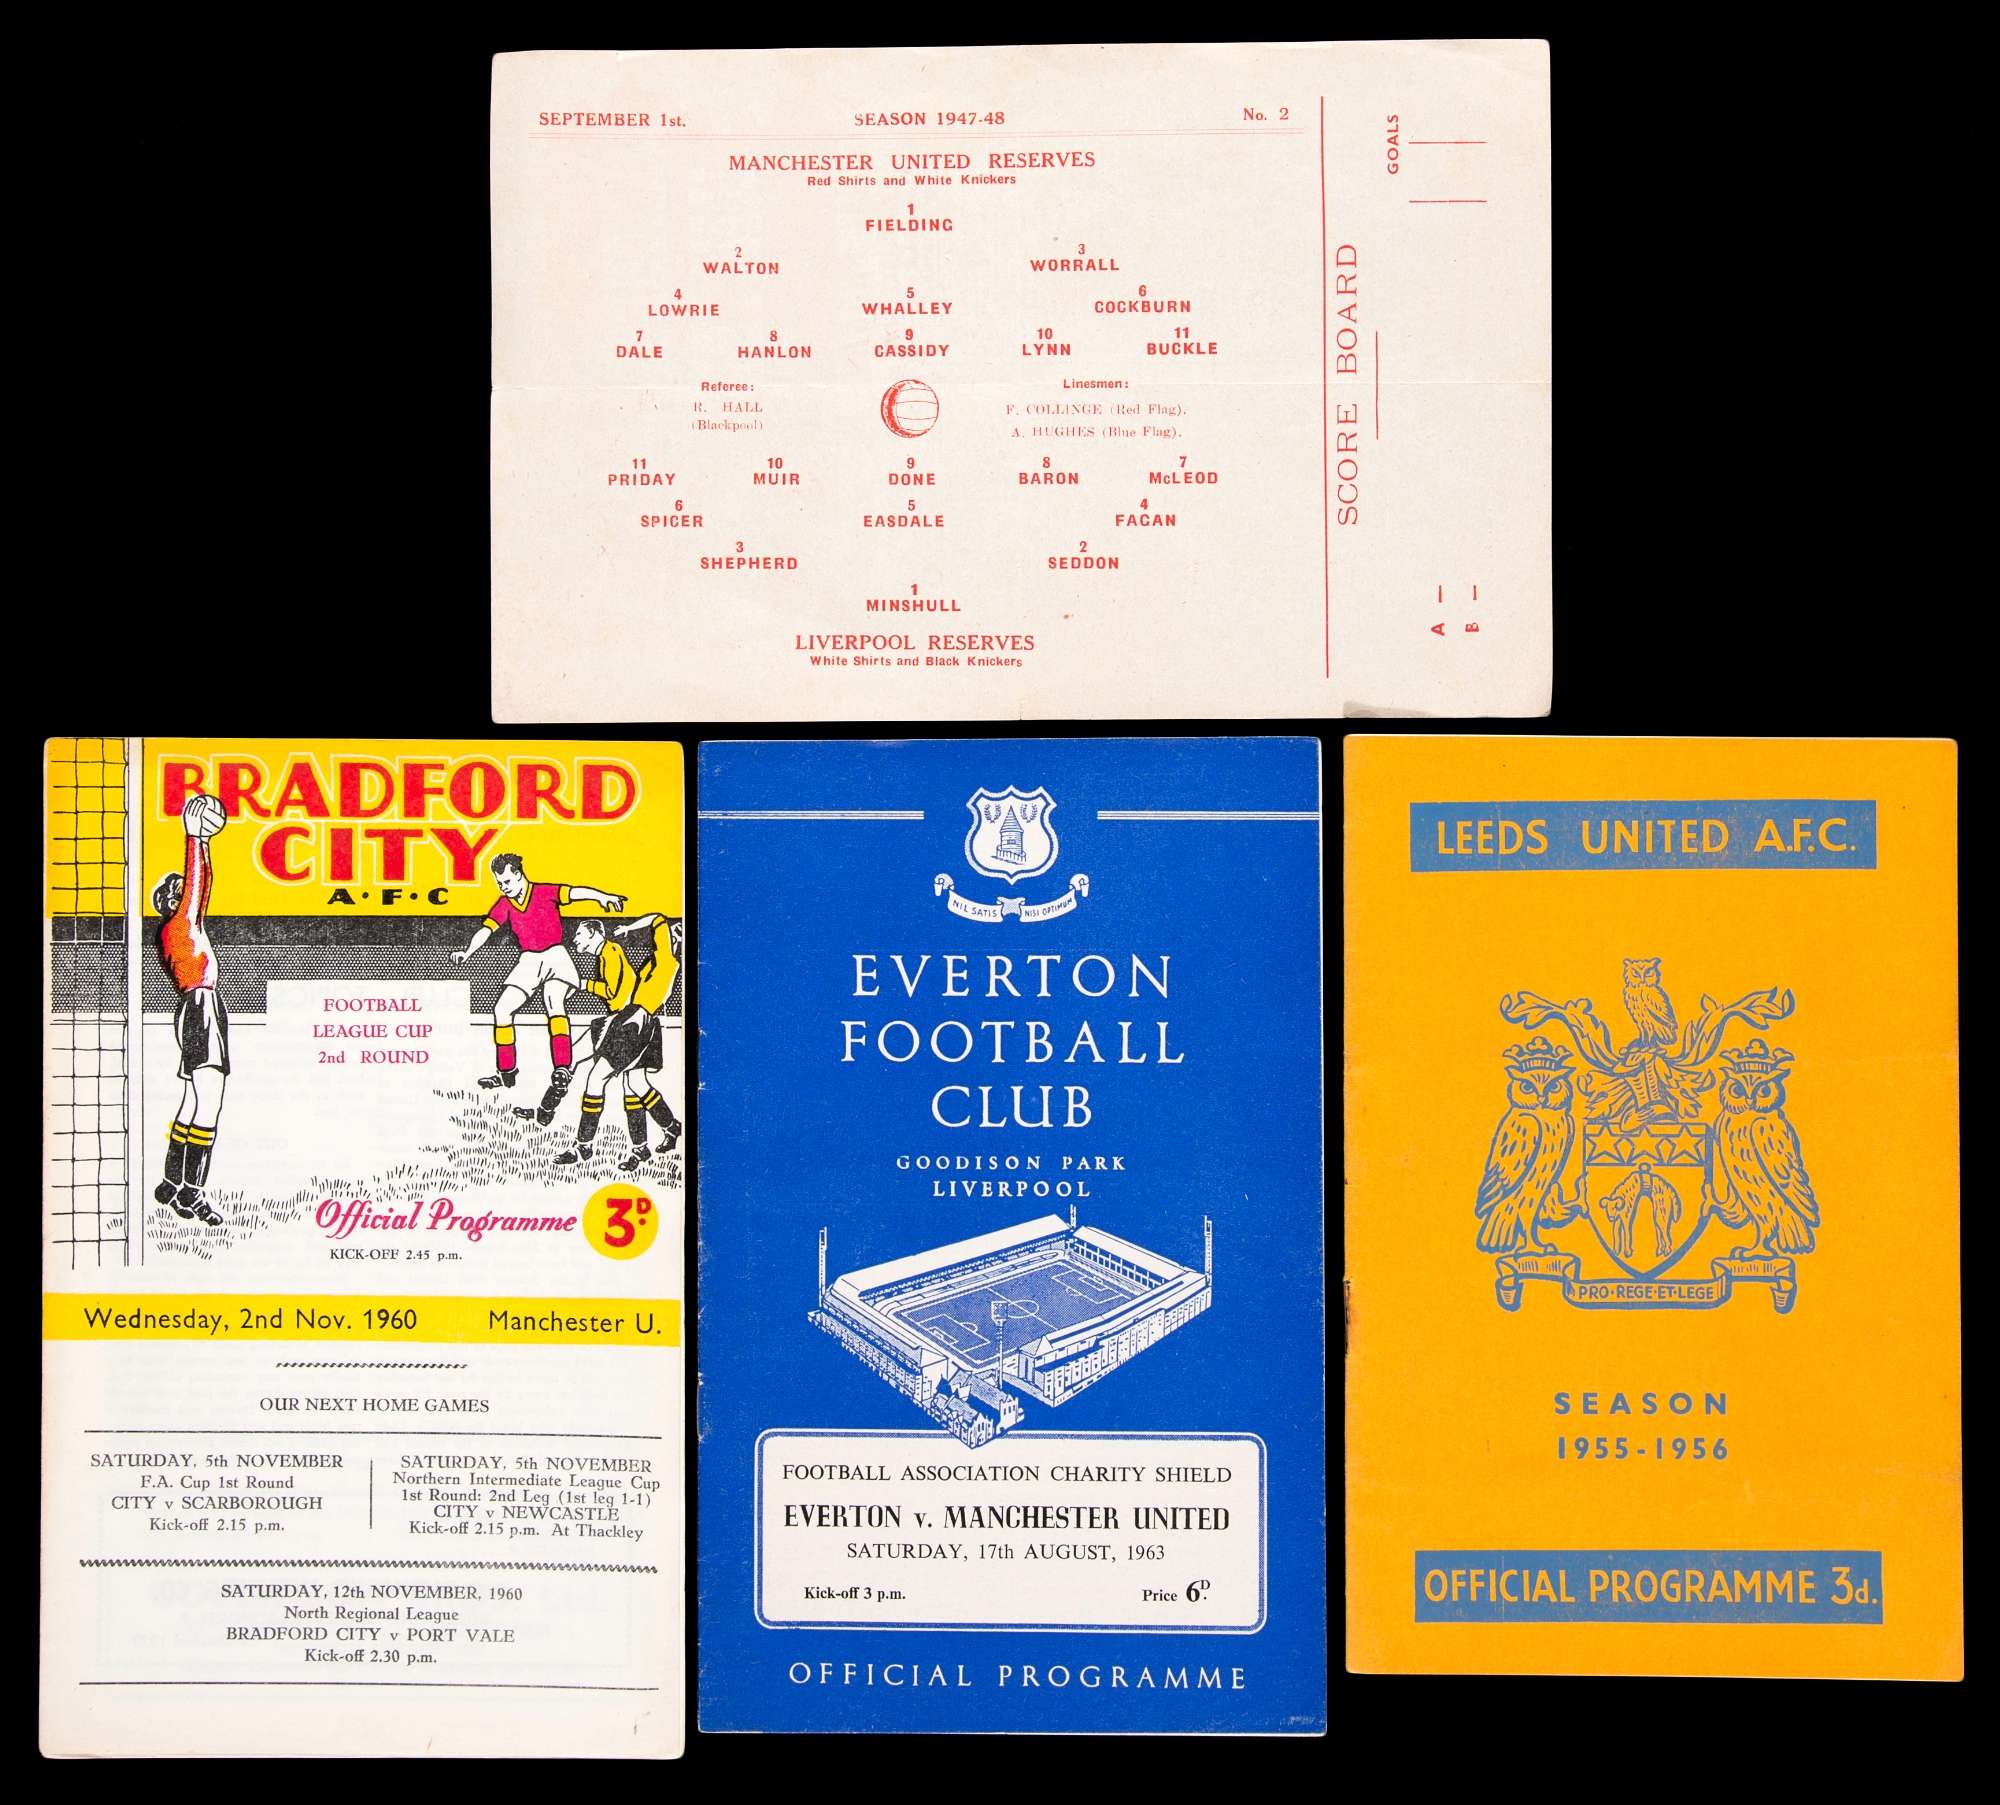 SEPTEMBER 1st. SEASON 1947-48 No. 2
MANCHESTER UNITED RESERVES
Red Shirts and White Knickers
1
FIELDING
2 3
WALTON WORRALL
4 5 6
LOWRIE WHALLEY COCKBURN
7 8 9 10 11
DALE HANLON CASSIDY LYNN BUCKLE
Referee: Linesmen:
R. HALL F. COLLINGE (Red Flag).
(Blackpool) A. HUGHES (Blue Flag).
11 10 9 8 7
PRIDAY MUIR DONE BARON McLEOD
6 5 4
SPICER EASDALE FAGAN
3 2
SHEPHERD SEDDON
1
MINSHULL
LIVERPOOL RESERVES
White Shirts and Black Knickers
SCORE BOARD
GOALS
A —
B —
BRADFORD
CITY
A·F·C
FOOTBALL
LEAGUE CUP
2nd ROUND
Official Programme 3D.
KICK-OFF 2.45 p.m.
Wednesday, 2nd Nov. 1960 Manchester U.
OUR NEXT HOME GAMES
SATURDAY, 5th NOVEMBER
F.A. Cup 1st Round
CITY v SCARBOROUGH
Kick-off 2.15 p.m.
SATURDAY, 5th NOVEMBER
Northern Intermediate League Cup
1st Round: 2nd Leg (1st leg 1-1)
CITY v NEWCASTLE
Kick-off 2.15 p.m. At Thackley
SATURDAY, 12th NOVEMBER, 1960
North Regional League
BRADFORD CITY v PORT VALE
Kick-off 2.30 p.m.
NIL SATIS NISI OPTIMUM
EVERTON
FOOTBALL
CLUB
GOODISON PARK
LIVERPOOL
FOOTBALL ASSOCIATION CHARITY SHIELD
EVERTON v. MANCHESTER UNITED
SATURDAY, 17th AUGUST, 1963
Kick-off 3 p.m. Price 6D.
OFFICIAL PROGRAMME
LEEDS UNITED A.F.C.
PRO·REGE·ET·LEGE
SEASON
1955-1956
OFFICIAL PROGRAMME 3d.